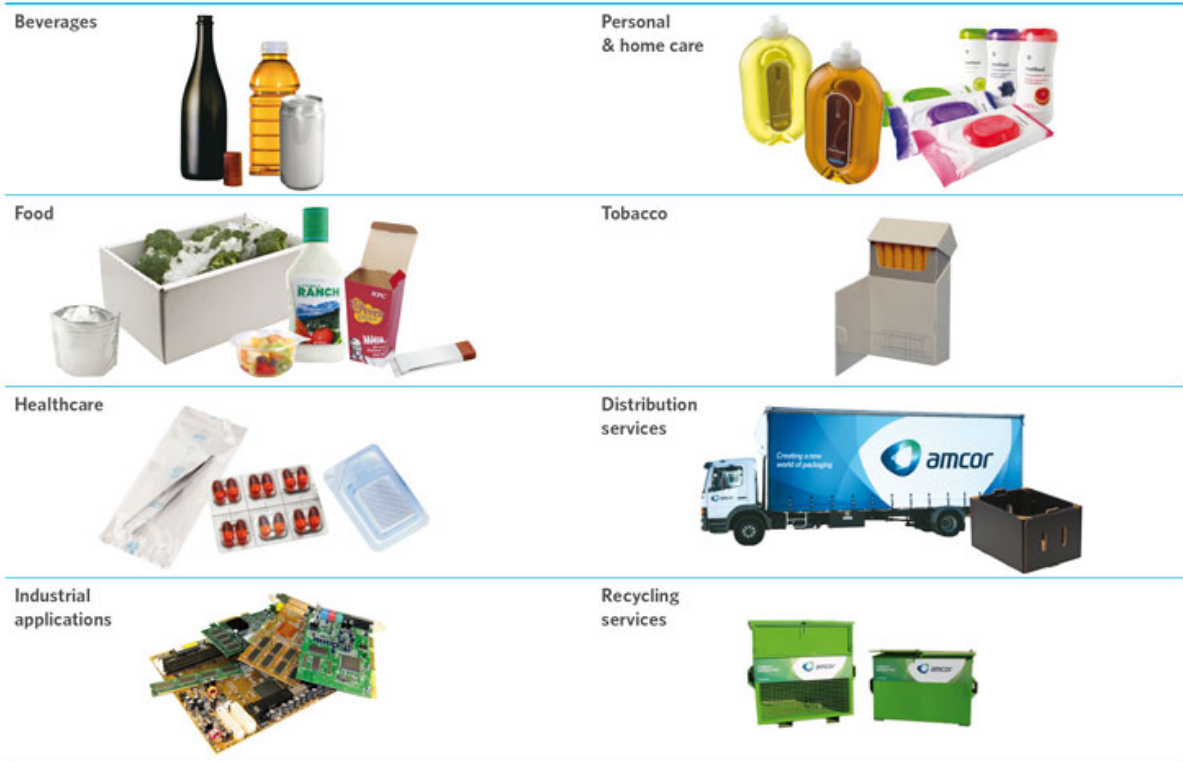 Beverages
Personal
& home care
Food
RANCH
KFC
Tobacco
Healthcare
Distribution
services
Creating a new
world of packaging
amcor
amcor
Industrial
applications
Recycling
services
amcor
amcor